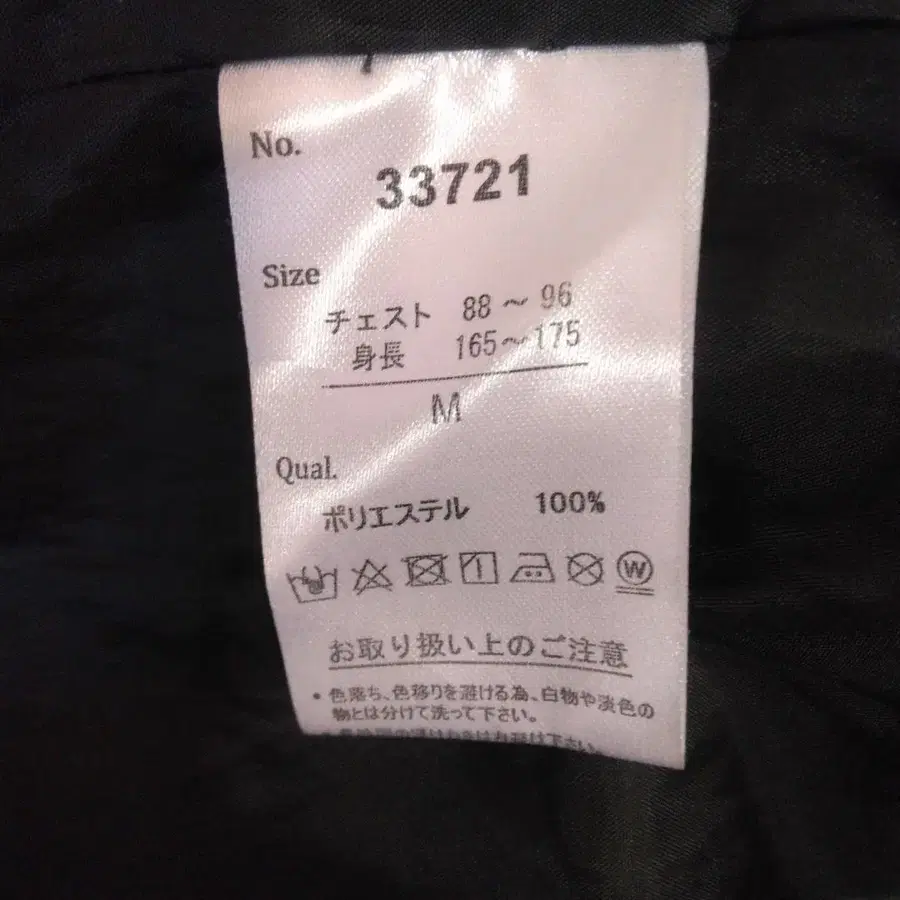 No.
33721
Size
チェスト 88 〜 96
身長 165〜175
M
Qual.
ポリエステル 100%
W
お取り扱い上のご注意
・色落ち、色移りを避ける為、白物や淡色の
物とは分けて洗って下さい。